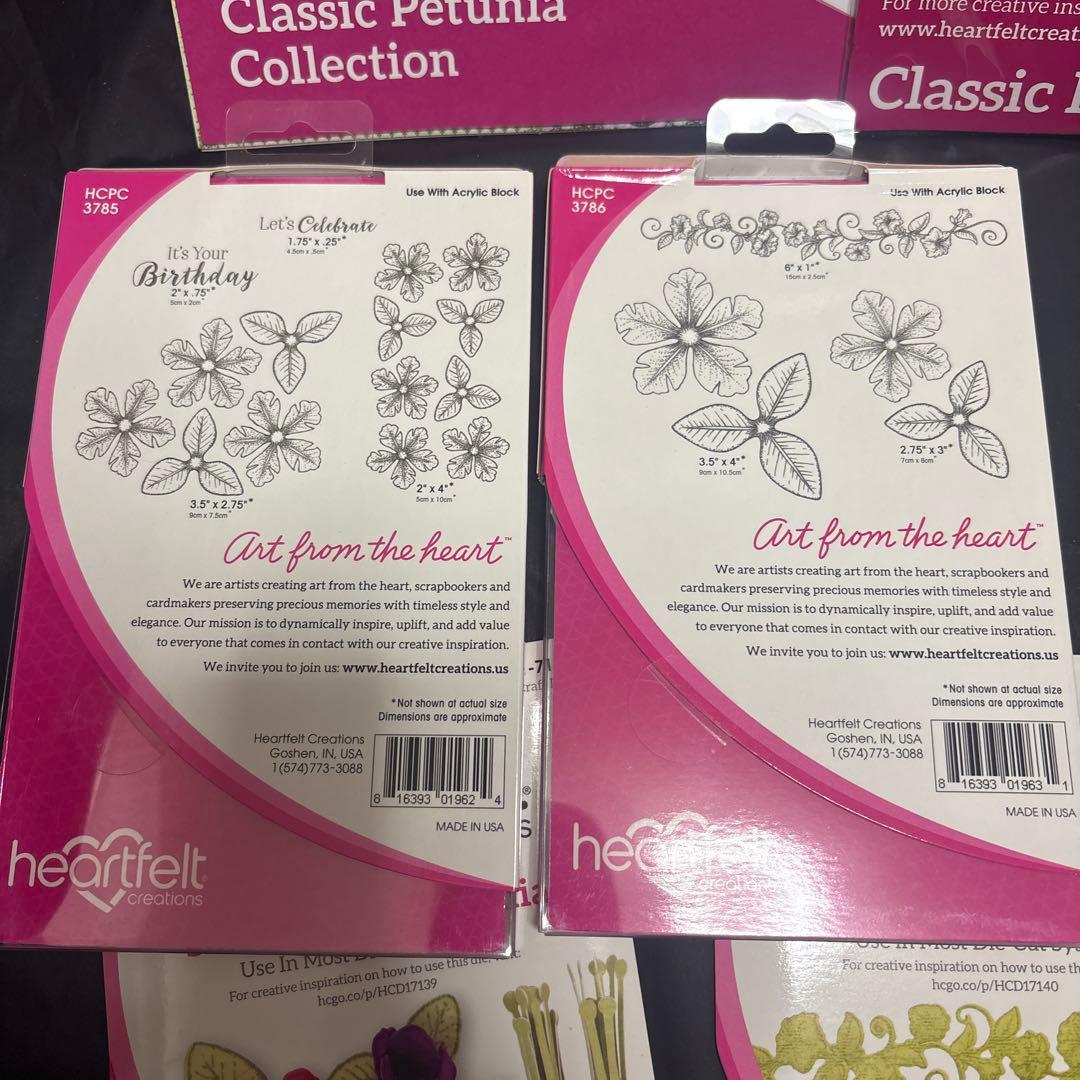 Classic Petunia
Collection
For more creative ins
www.heartfeltcreat
Classic
HCPC
3785
Use With Acrylic Block
Let's Celebrate
1.75" x .25"*
4.5cm x .5cm*
It's Your
Birthday
2" x .75"*
5cm x 2cm*
3.5" x 2.75"*
9cm x 7.5cm*
2" x 4"*
5cm x 10cm*
Art from the heart™
We are artists creating art from the heart, scrapbookers and
cardmakers preserving precious memories with timeless style and
elegance. Our mission is to dynamically inspire, uplift, and add value
to everyone that comes in contact with our creative inspiration.
We invite you to join us: www.heartfeltcreations.us
*Not shown at actual size
Dimensions are approximate
Heartfelt Creations
Goshen, IN, USA
1(574)773-3088
8 16393 01962 4
MADE IN USA
heartfelt®
creations
HCPC
3786
Use With Acrylic Block
6" x 1"*
15cm x 2.5cm*
3.5" x 4"*
9cm x 10.5cm*
2.75" x 3"*
7cm x 8cm*
Art from the heart™
We are artists creating art from the heart, scrapbookers and
cardmakers preserving precious memories with timeless style and
elegance. Our mission is to dynamically inspire, uplift, and add value
to everyone that comes in contact with our creative inspiration.
We invite you to join us: www.heartfeltcreations.us
*Not shown at actual size
Dimensions are approximate
Heartfelt Creations
Goshen, IN, USA
1(574)773-3088
8 16393 01963 1
MADE IN USA
heartfelt
creations
Use In Most
For creative inspiration on how to use this die,
hcgo.co/p/HCD17139
Use In Most Die Cut
For creative inspiration on how to use th
hcgo.co/p/HCD17140